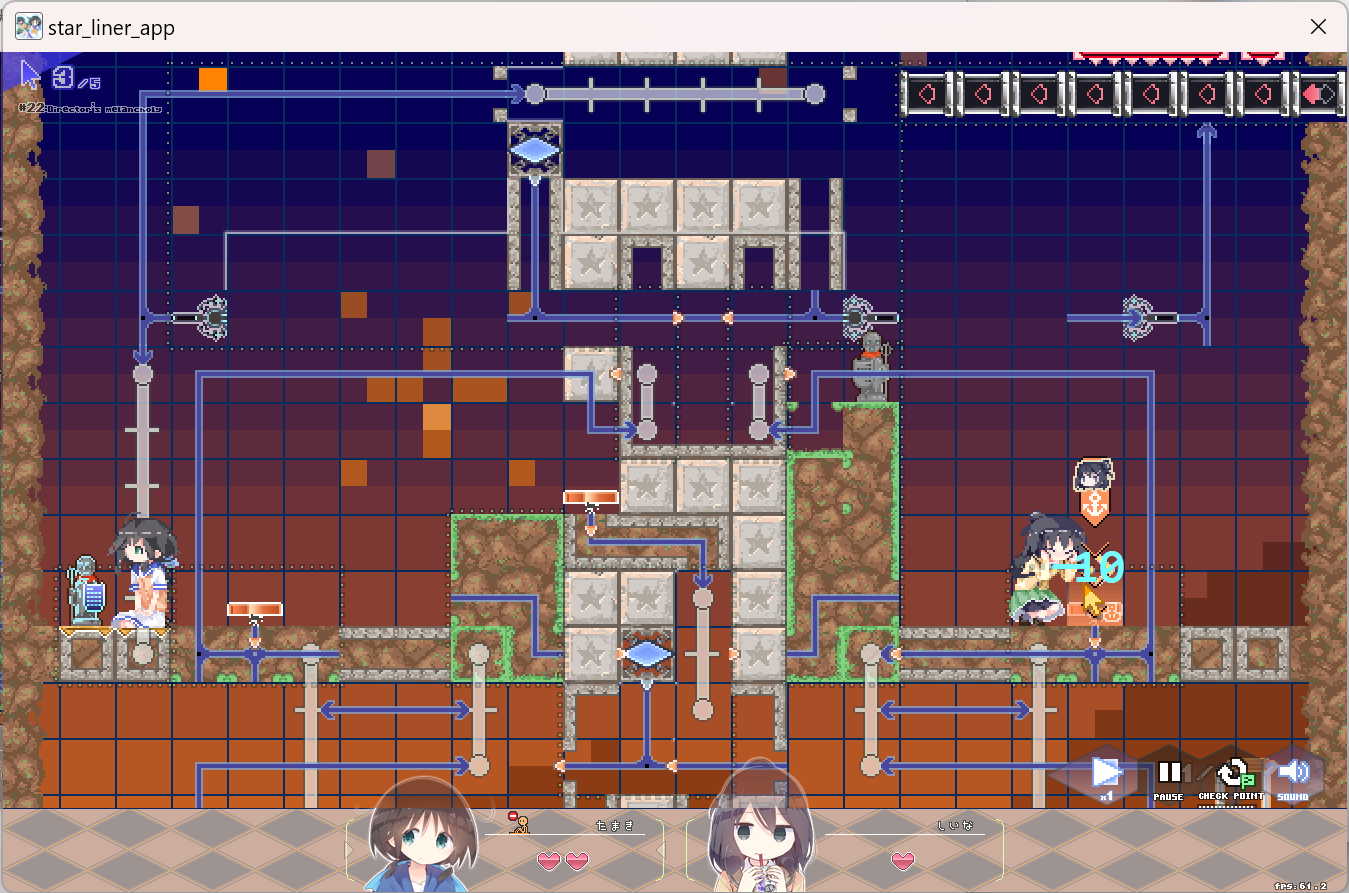 star_liner_app
3/5
#22:Director's metancholy
-10
x1
PAUSE
CHECK POINT
SOUND
たまき
しいな
fps:61.2